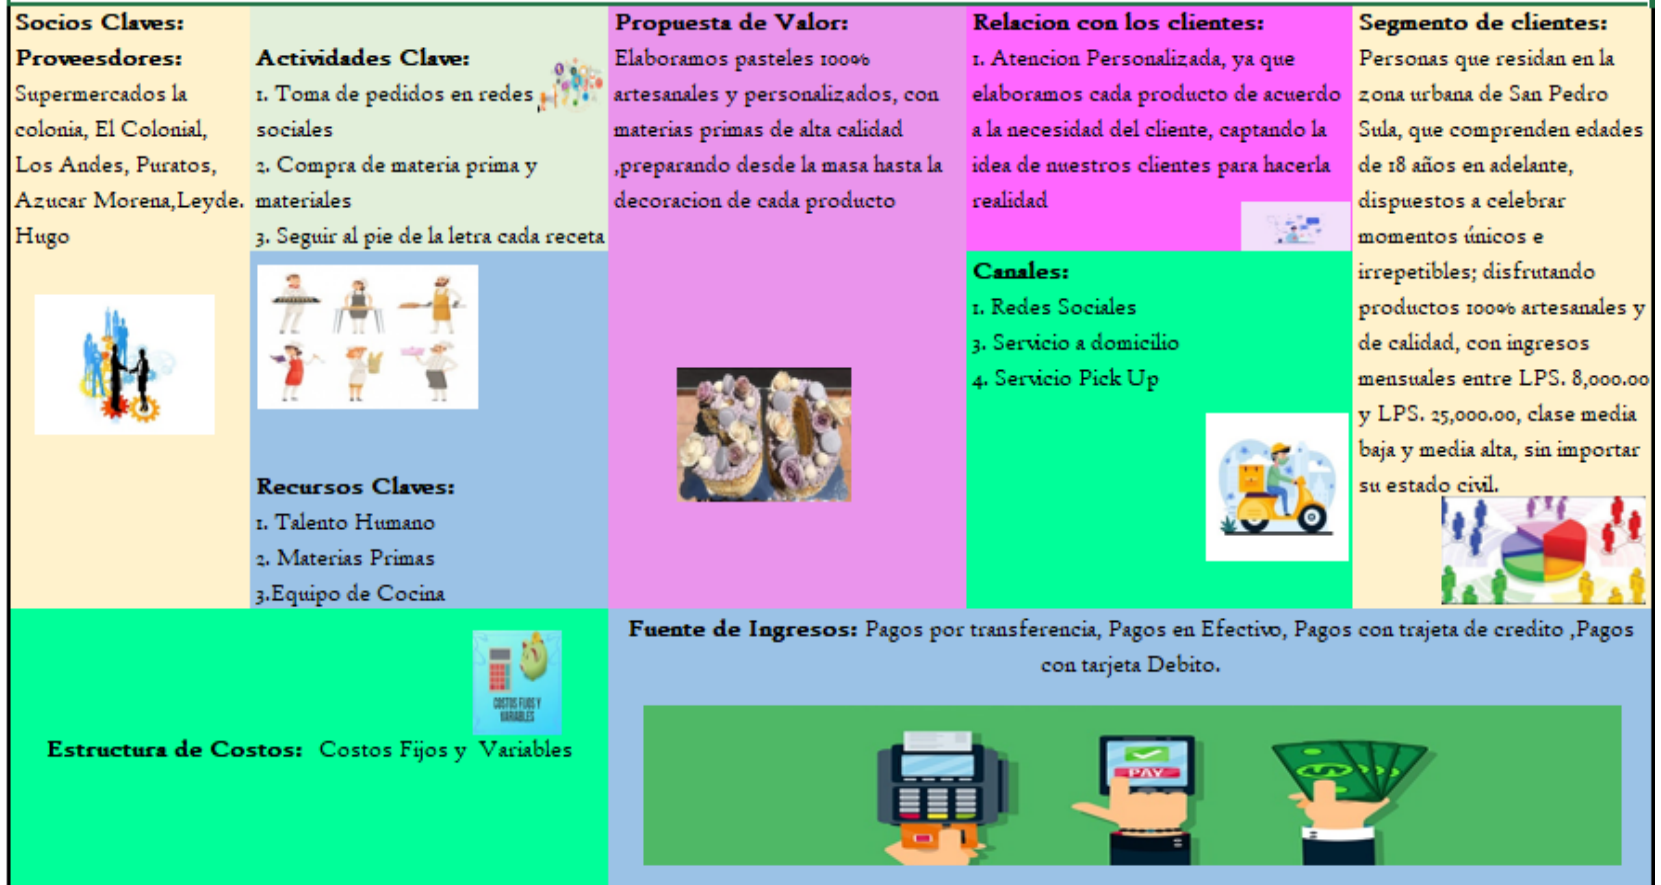 Socios Claves:
Proveesdores:
Supermercados la
colonia, El Colonial,
Los Andes, Puratos,
Azucar Morena,Leyde.
Hugo
Actividades Clave:
1. Toma de pedidos en redes
sociales
2. Compra de materia prima y
materiales
3. Seguir al pie de la letra cada receta
Recursos Claves:
1. Talento Humano
2. Materias Primas
3.Equipo de Cocina
Propuesta de Valor:
Elaboramos pasteles 100%
artesanales y personalizados, con
materias primas de alta calidad
,preparando desde la masa hasta la
decoracion de cada producto
Relacion con los clientes:
1. Atencion Personalizada, ya que
elaboramos cada producto de acuerdo
a la necesidad del cliente, captando la
idea de nuestros clientes para hacerla
realidad
Canales:
1. Redes Sociales
3. Servicio a domicilio
4. Servicio Pick Up
Segmento de clientes:
Personas que residan en la
zona urbana de San Pedro
Sula, que comprenden edades
de 18 años en adelante,
dispuestos a celebrar
momentos únicos e
irrepetibles; disfrutando
productos 100% artesanales y
de calidad, con ingresos
mensuales entre LPS. 8,000.00
y LPS. 25,000.00, clase media
baja y media alta, sin importar
su estado civil.
COSTOS FIJOS Y
VARIABLES
Estructura de Costos: Costos Fijos y Variables
Fuente de Ingresos: Pagos por transferencia, Pagos en Efectivo, Pagos con trajeta de credito ,Pagos
con tarjeta Debito.
PAY